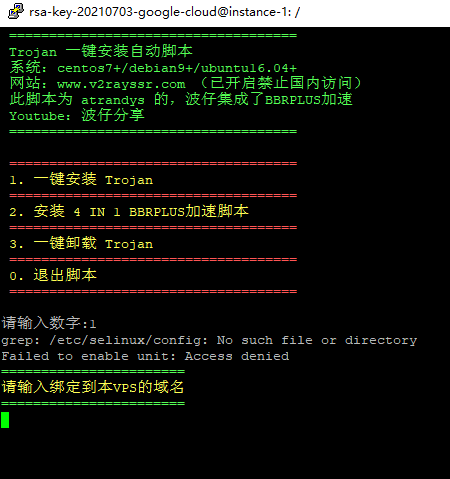 rsa-key-20210703-google-cloud@instance-1: /
=====================================
Trojan 一键安装自动脚本
系统：centos7+/debian9+/ubuntu16.04+
网站：www.v2rayssr.com （已开启禁止国内访问）
此脚本为 atrandys 的，波仔集成了BBRPLUS加速
Youtube：波仔分享
=====================================
=====================================
1. 一键安装 Trojan
=====================================
2. 安装 4 IN 1 BBRPLUS加速脚本
=====================================
3. 一键卸载 Trojan
=====================================
0. 退出脚本
=====================================
请输入数字:1
grep: /etc/selinux/config: No such file or directory
Failed to enable unit: Access denied
=======================
请输入绑定到本VPS的域名
=======================